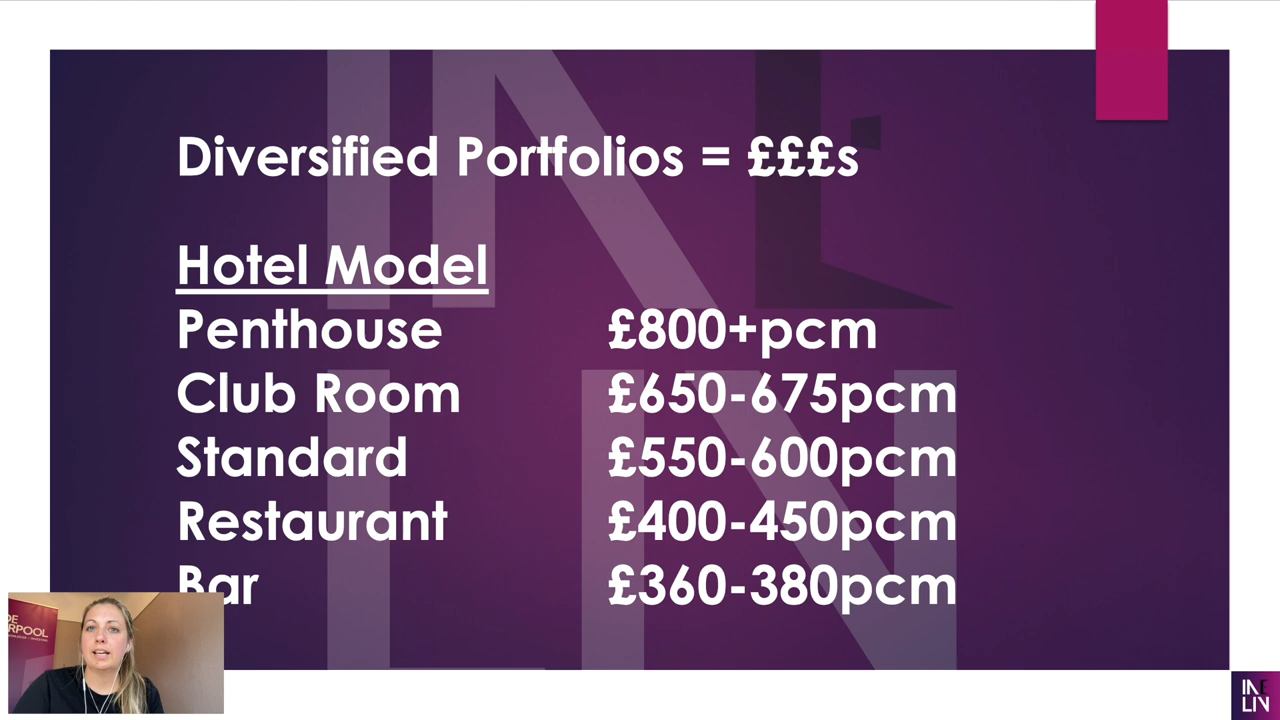 Diversified Portfolios = £££s
Hotel Model
Penthouse £800+pcm
Club Room £650-675pcm
Standard £550-600pcm
Restaurant £400-450pcm
Bar £360-380pcm